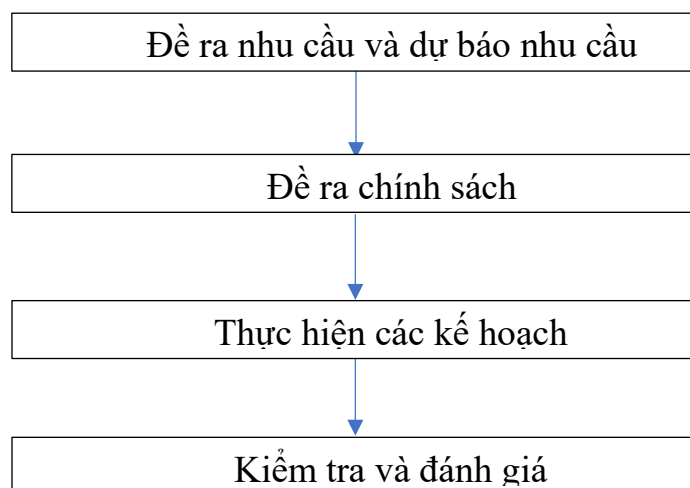 Đề ra nhu cầu và dự báo nhu cầu
Đề ra chính sách
Thực hiện các kế hoạch
Kiểm tra và đánh giá